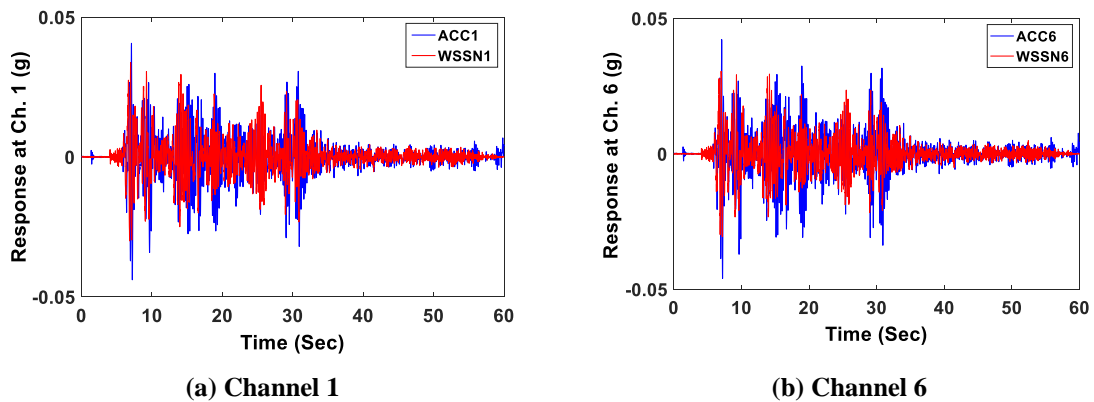 0.05
ACC1
WSSN1
Response at Ch. 1 (g)
0
-0.05
0 10 20 30 40 50 60
Time (Sec)
(a) Channel 1
0.05
ACC6
WSSN6
Response at Ch. 6 (g)
0
-0.05
0 10 20 30 40 50 60
Time (Sec)
(b) Channel 6